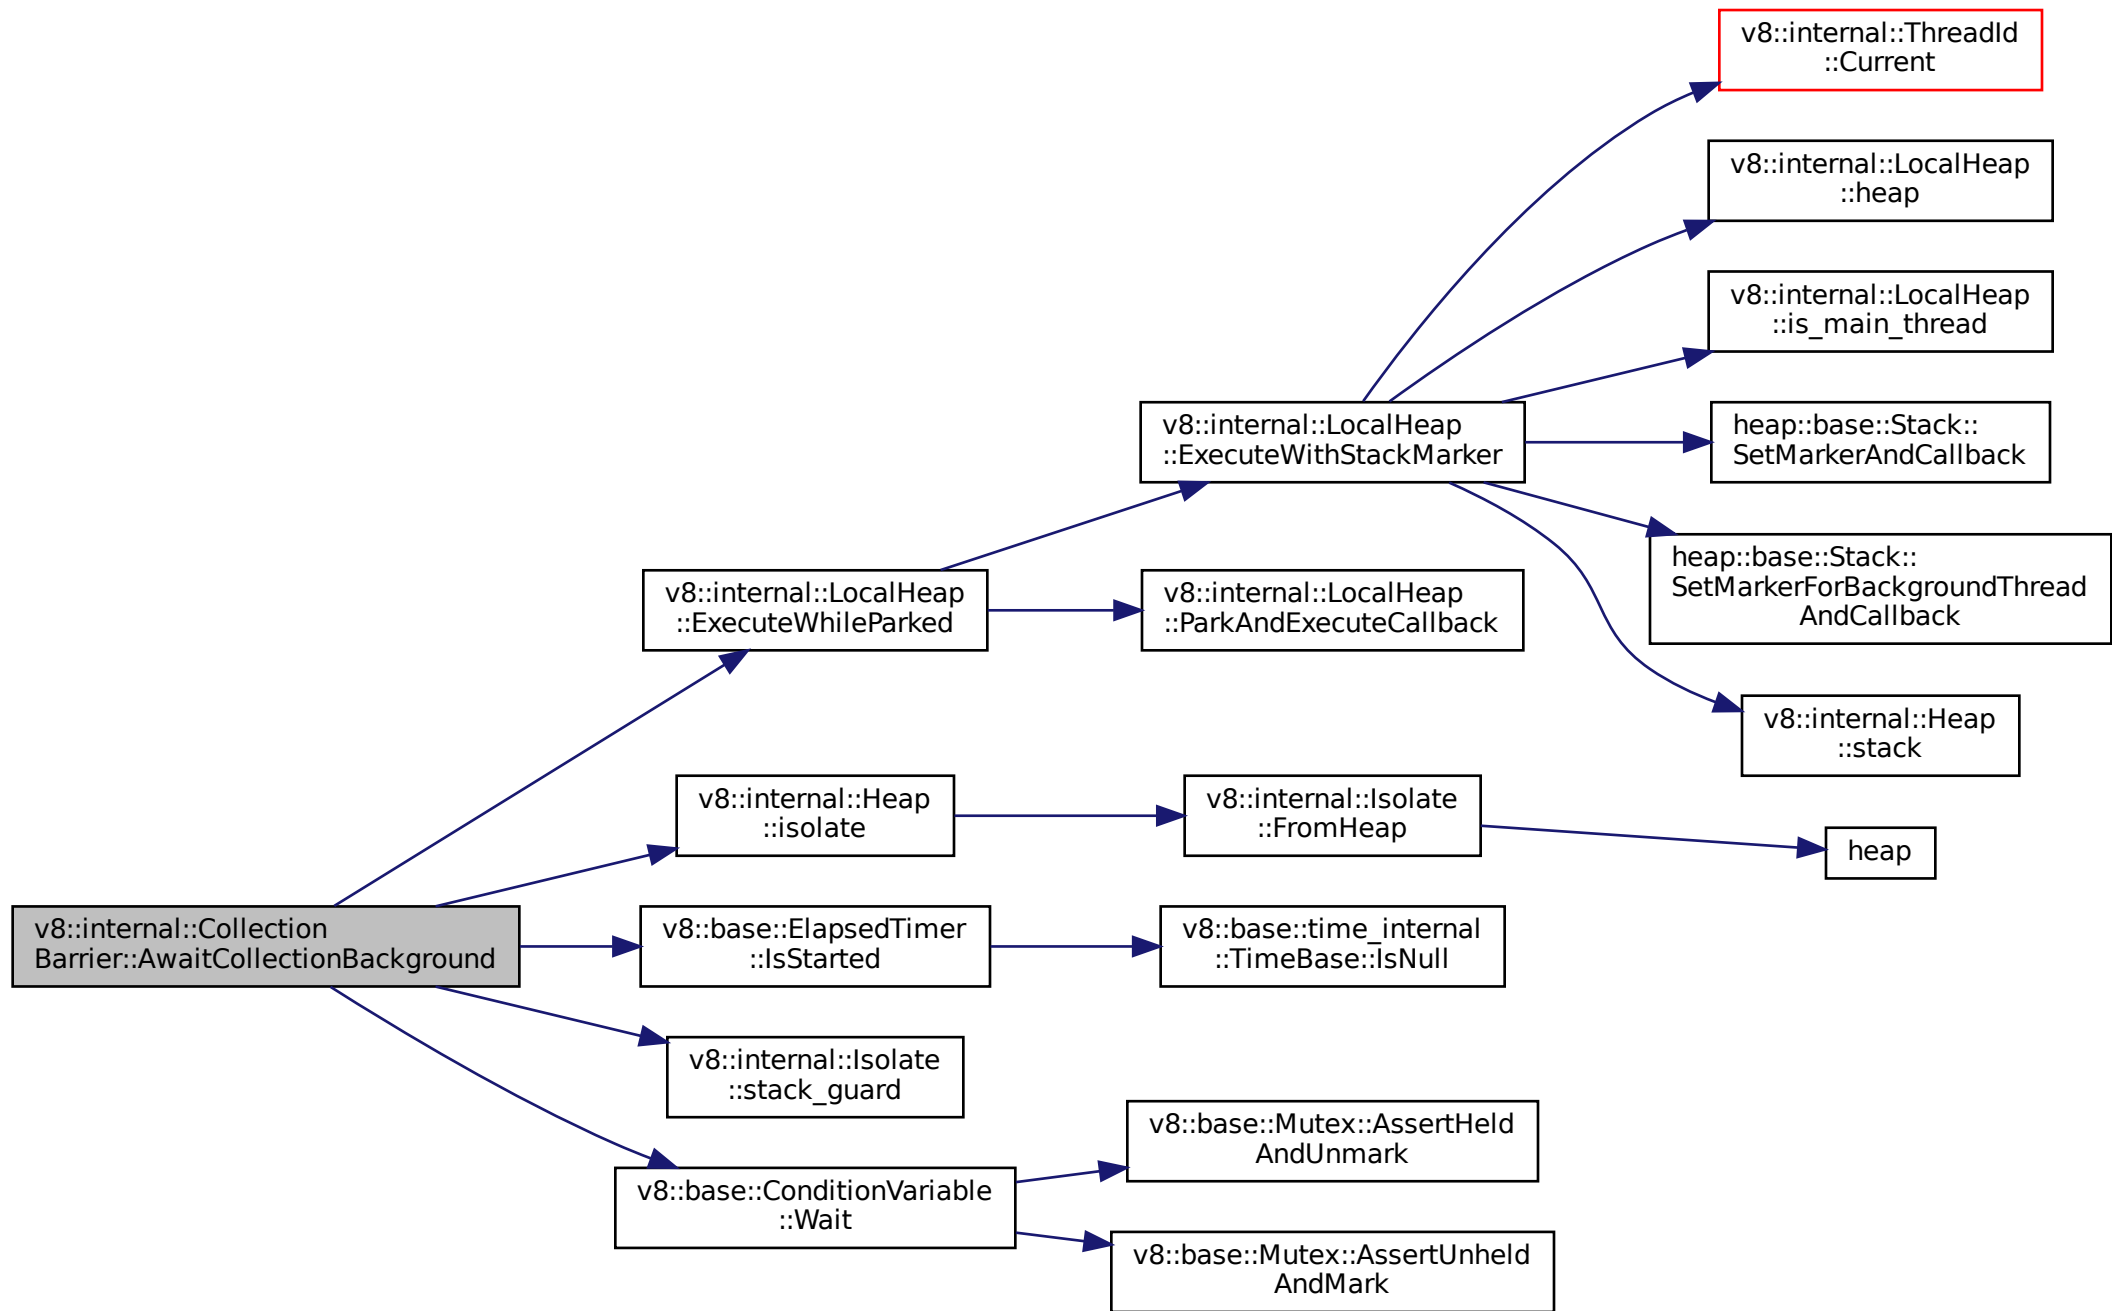 v8::internal::ThreadId
::Current
v8::internal::LocalHeap
::heap
v8::internal::LocalHeap
::is_main_thread
v8::internal::LocalHeap
::ExecuteWithStackMarker
heap::base::Stack::
SetMarkerAndCallback
heap::base::Stack::
SetMarkerForBackgroundThread
AndCallback
v8::internal::LocalHeap
::ExecuteWhileParked
v8::internal::LocalHeap
::ParkAndExecuteCallback
v8::internal::Heap
::stack
v8::internal::Heap
::isolate
v8::internal::Isolate
::FromHeap
heap
v8::internal::Collection
Barrier::AwaitCollectionBackground
v8::base::ElapsedTimer
::IsStarted
v8::base::time_internal
::TimeBase::IsNull
v8::internal::Isolate
::stack_guard
v8::base::Mutex::AssertHeld
AndUnmark
v8::base::ConditionVariable
::Wait
v8::base::Mutex::AssertUnheld
AndMark